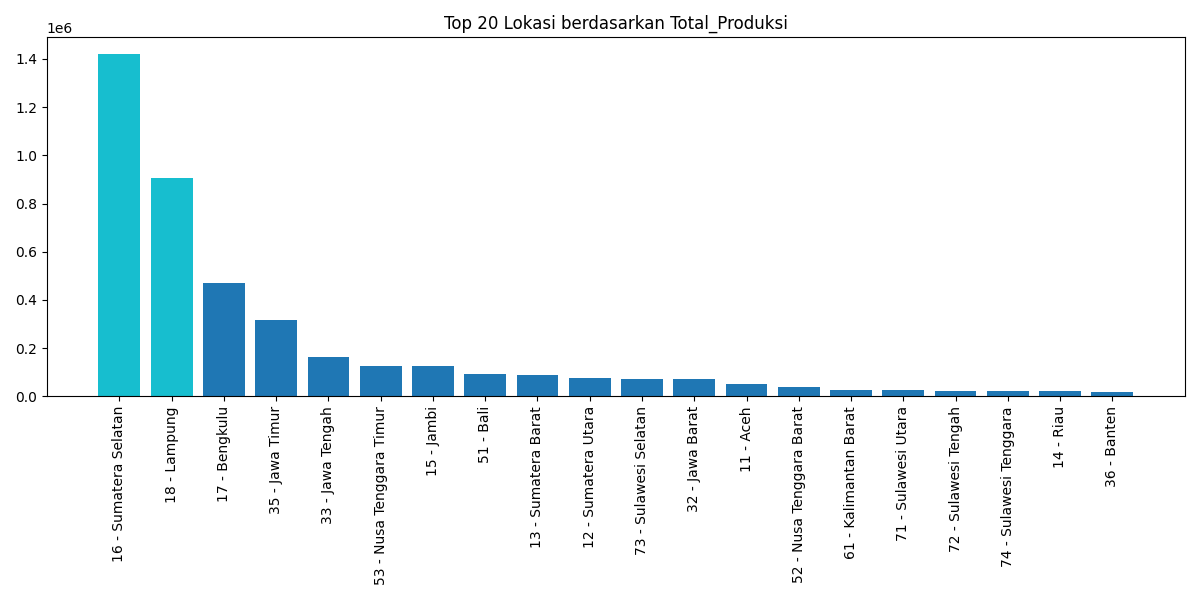 Top 20 Lokasi berdasarkan Total_Produksi
1e6
1.4
1.2
1.0
0.8
0.6
0.4
0.2
0.0
16 - Sumatera Selatan
18 - Lampung
17 - Bengkulu
35 - Jawa Timur
33 - Jawa Tengah
53 - Nusa Tenggara Timur
15 - Jambi
51 - Bali
13 - Sumatera Barat
12 - Sumatera Utara
73 - Sulawesi Selatan
32 - Jawa Barat
11 - Aceh
52 - Nusa Tenggara Barat
61 - Kalimantan Barat
71 - Sulawesi Utara
72 - Sulawesi Tengah
74 - Sulawesi Tenggara
14 - Riau
36 - Banten